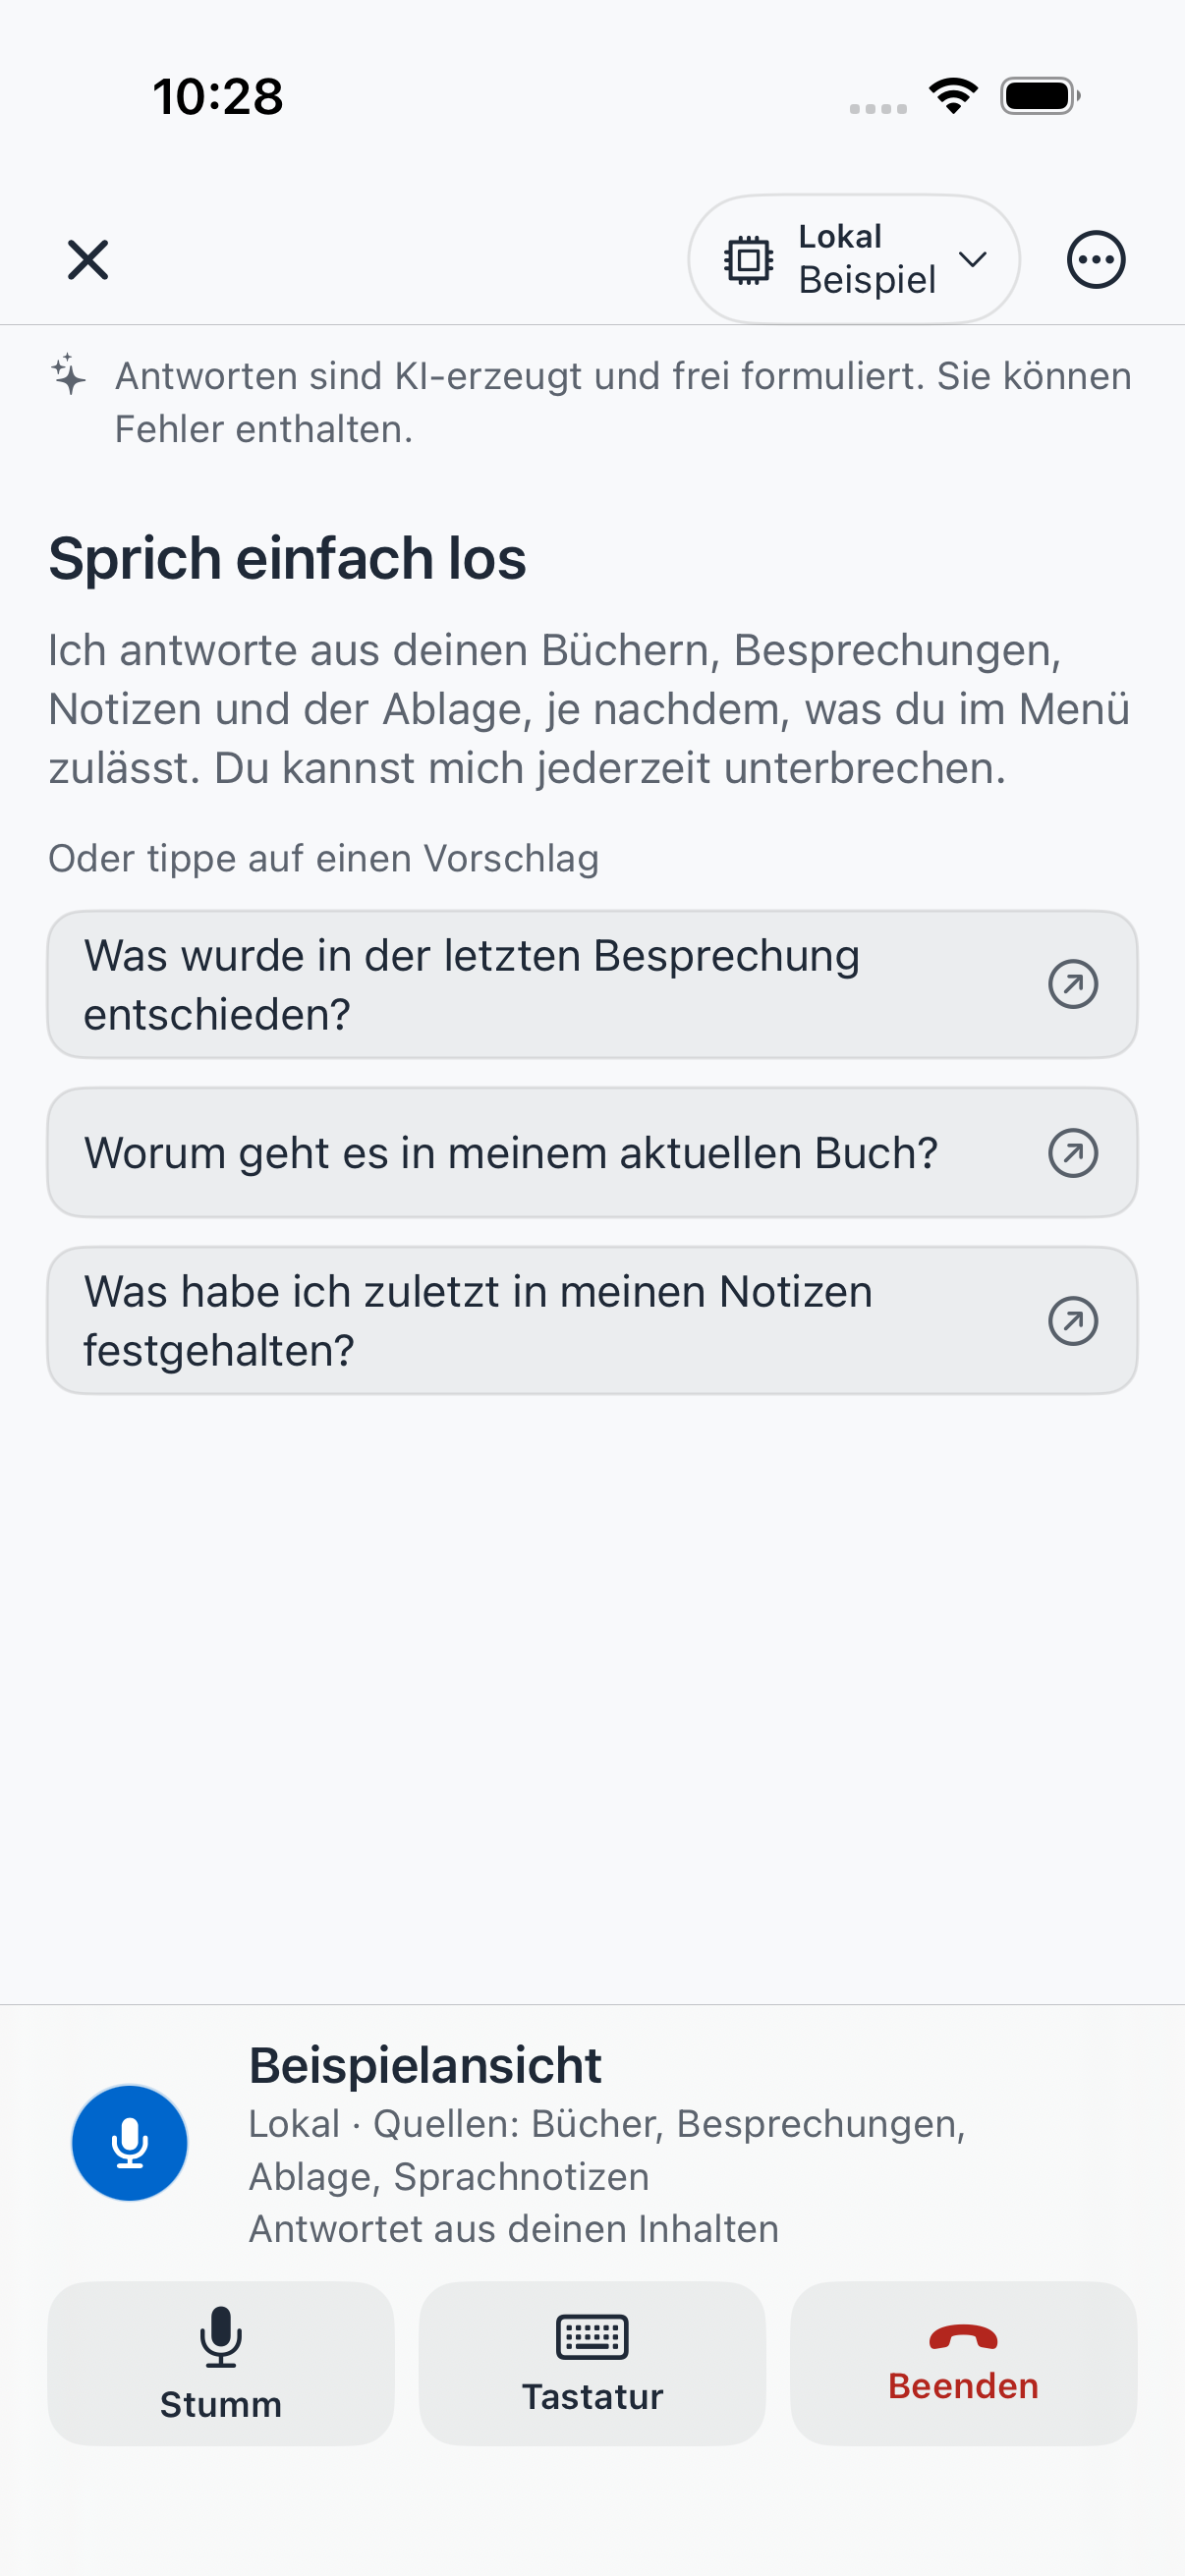 10:28
Lokal
Beispiel
Antworten sind KI-erzeugt und frei formuliert. Sie können
Fehler enthalten.
Sprich einfach los
Ich antworte aus deinen Büchern, Besprechungen,
Notizen und der Ablage, je nachdem, was du im Menü
zulässt. Du kannst mich jederzeit unterbrechen.
Oder tippe auf einen Vorschlag
Was wurde in der letzten Besprechung
entschieden?
Worum geht es in meinem aktuellen Buch?
Was habe ich zuletzt in meinen Notizen
festgehalten?
Beispielansicht
Lokal · Quellen: Bücher, Besprechungen,
Ablage, Sprachnotizen
Antwortet aus deinen Inhalten
Stumm
Tastatur
Beenden